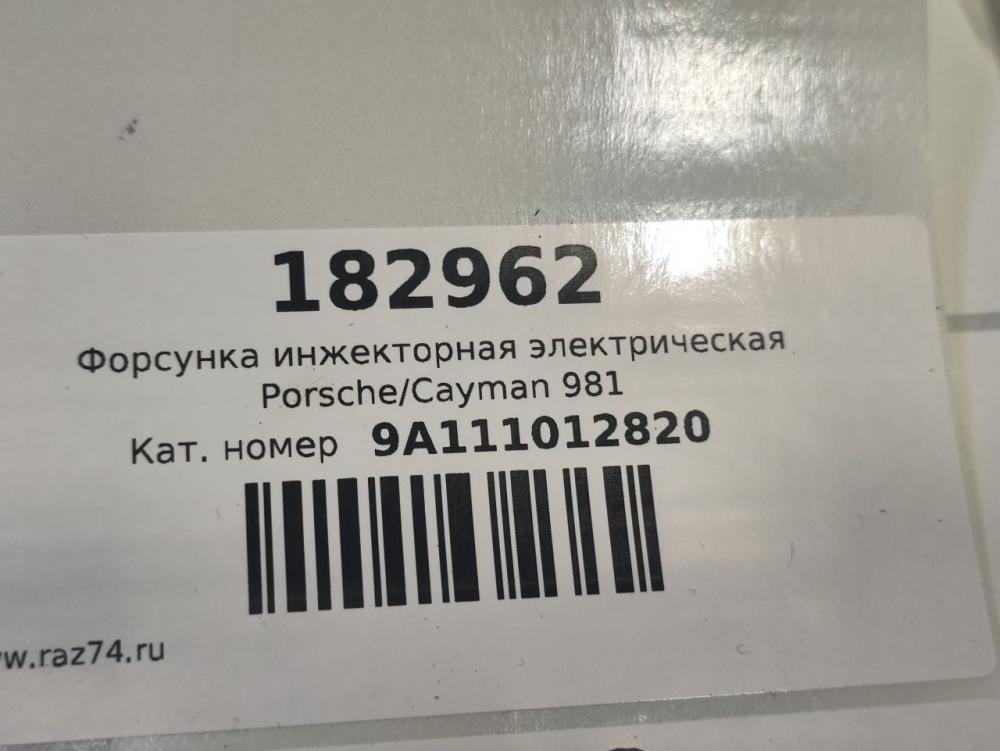 182962
Форсунка инжекторная электрическая
Porsche/Cayman 981
Кат. номер 9A111012820
w.raz74.ru